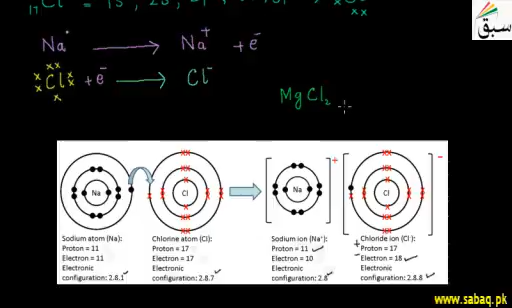 سبق
Na• → Na⁺ + e⁻
Cl + e⁻ → Cl⁻
MgCl₂
Na Cl Na + Cl -
Sodium atom (Na):
Proton = 11
Electron = 11
Electronic
configuration: 2.8.1
Chlorine atom (Cl):
Proton = 17
Electron = 17
Electronic
configuration: 2.8.7
Sodium ion (Na⁺)
Proton = 11
Electron = 10
Electronic
configuration: 2.8
Chloride ion (Cl⁻):
Proton = 17
Electron = 18
Electronic
configuration: 2.8.8
www.sabaq.pk